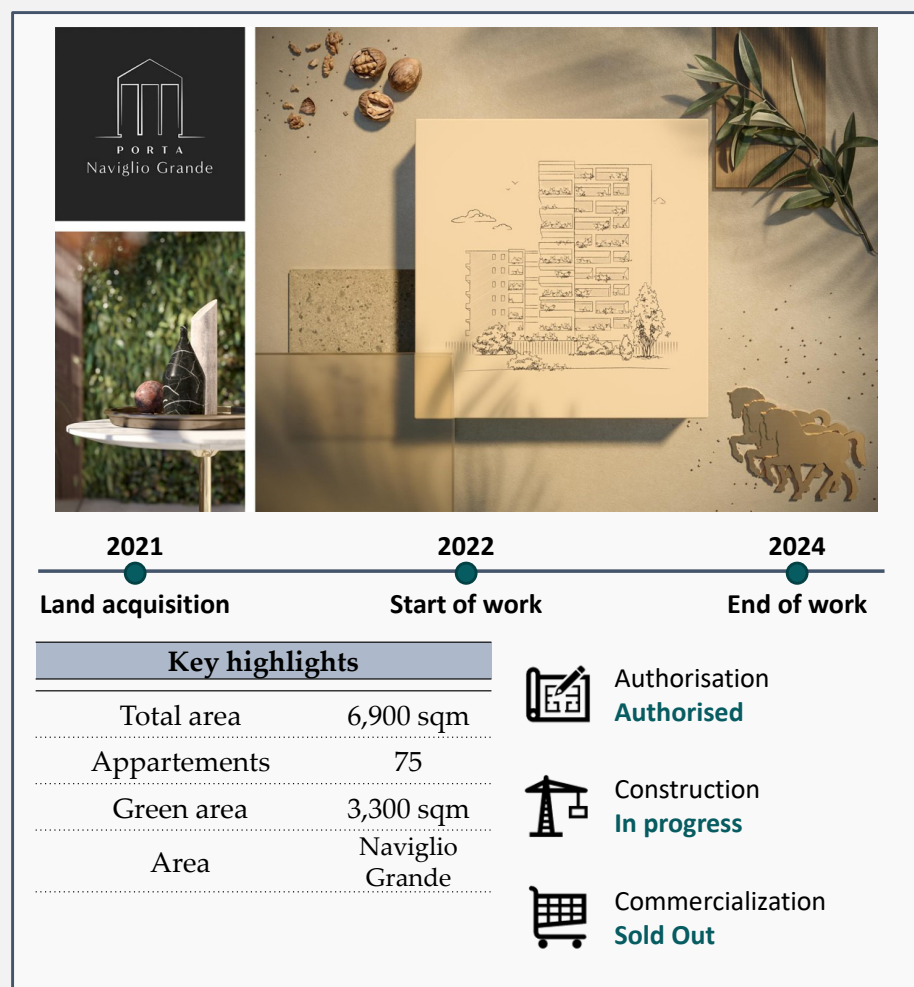 PORTA
Naviglio Grande
2021
2022
2024
Land acquisition
Start of work
End of work
Key highlights
Total area 6,900 sqm
Appartements 75
Green area 3,300 sqm
Area Naviglio
Grande
Authorisation
Authorised
Construction
In progress
Commercialization
Sold Out